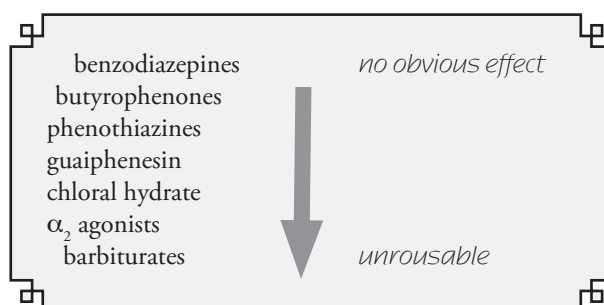 benzodiazepines no obvious effect
butyrophenones
phenothiazines
guaiphenesin
chloral hydrate
α₂ agonists
barbiturates unrousable